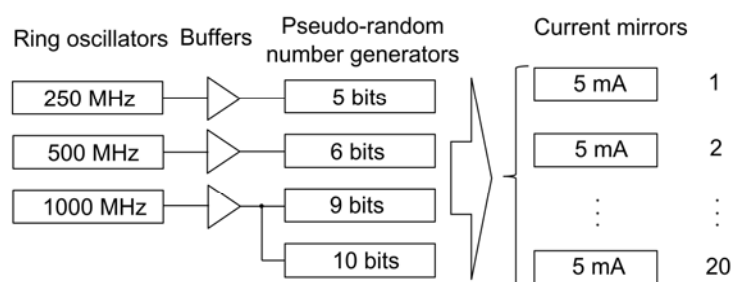 Ring oscillators
Buffers
Pseudo-random
number generators
Current mirrors
250 MHz
5 bits
5 mA
1
500 MHz
6 bits
5 mA
2
1000 MHz
9 bits
⋮
⋮
10 bits
5 mA
20